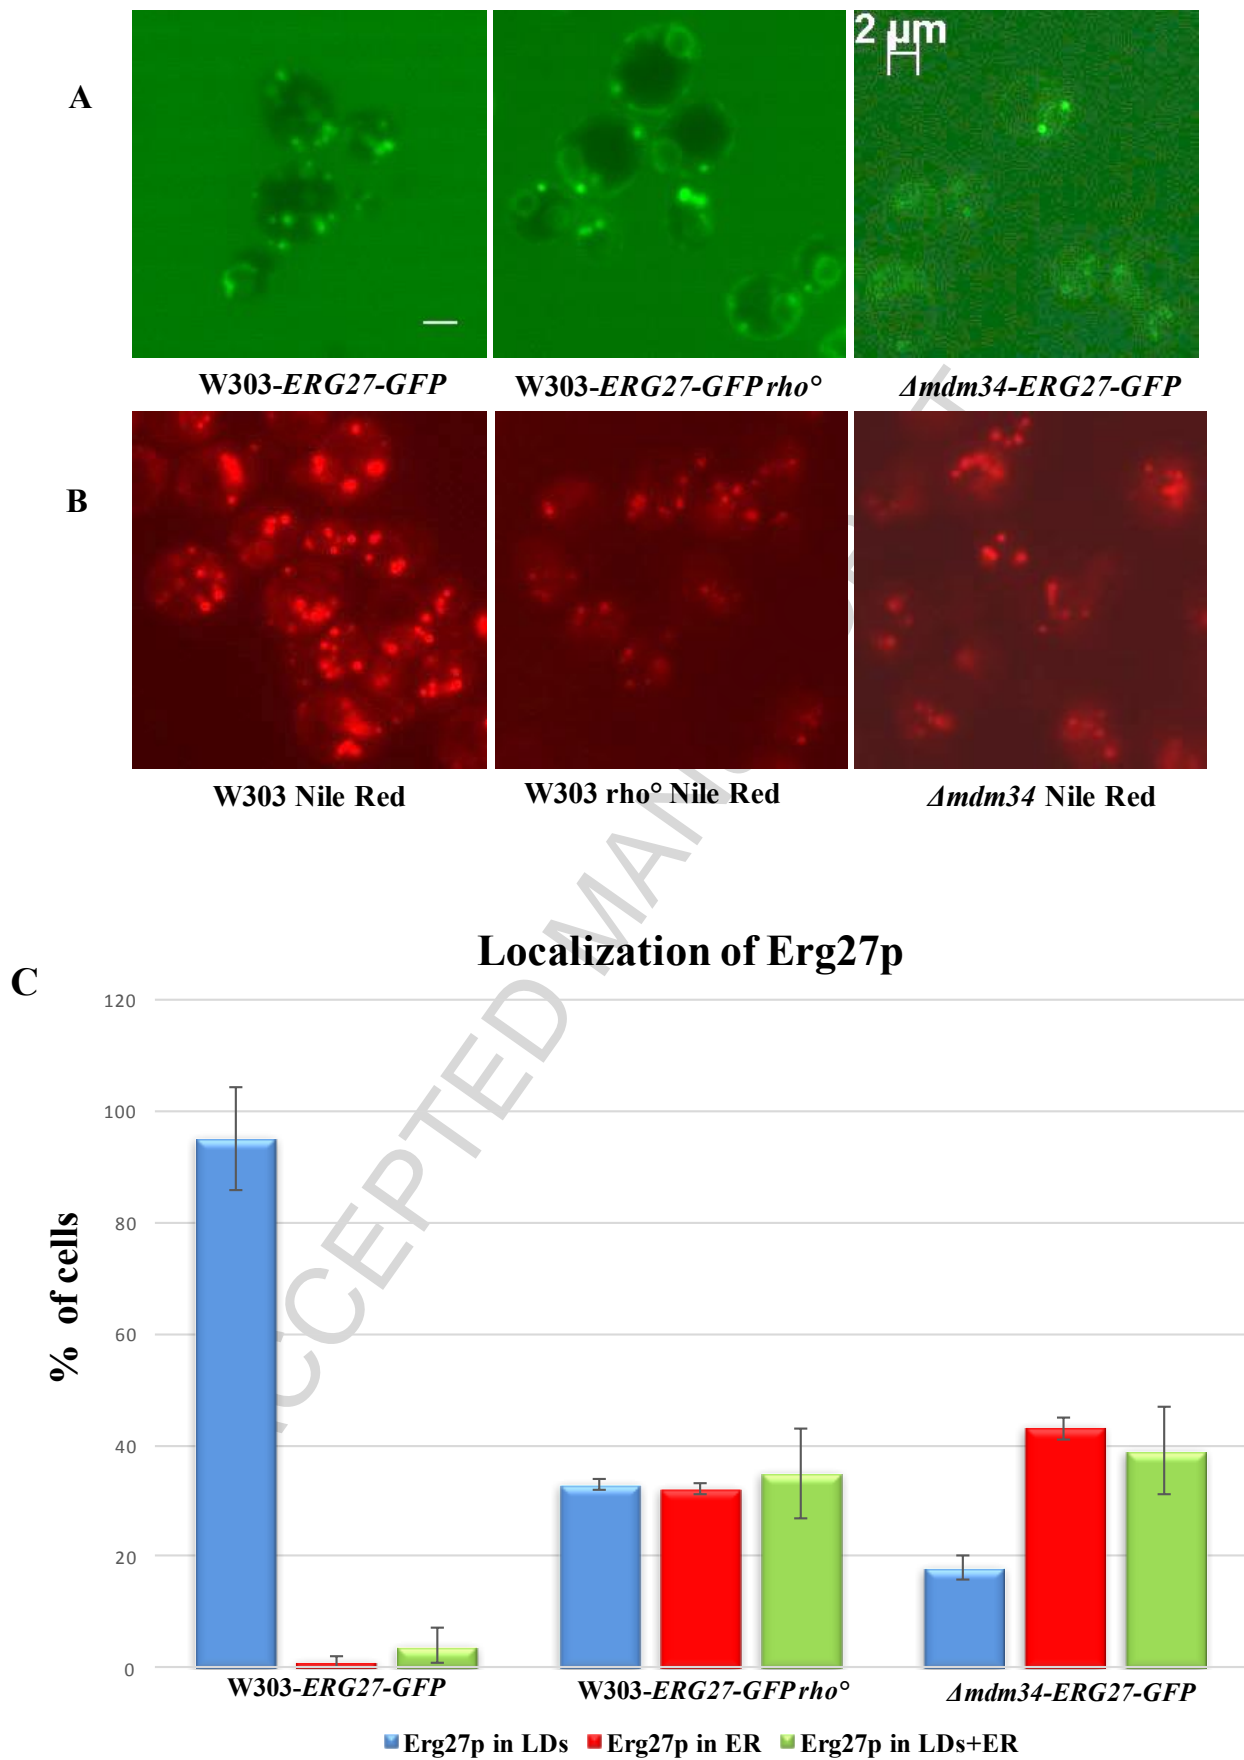 A
2 µm
W303-ERG27-GFP
W303-ERG27-GFP rho°
Δmdm34-ERG27-GFP
B
W303 Nile Red
W303 rho° Nile Red
Δmdm34 Nile Red
ACCEPTED MANUSCRIPT
Localization of Erg27p
C
120
100
80
60
40
20
0
% of cells
W303-ERG27-GFP
W303-ERG27-GFP rho°
Δmdm34-ERG27-GFP
Erg27p in LDs
Erg27p in ER
Erg27p in LDs+ER